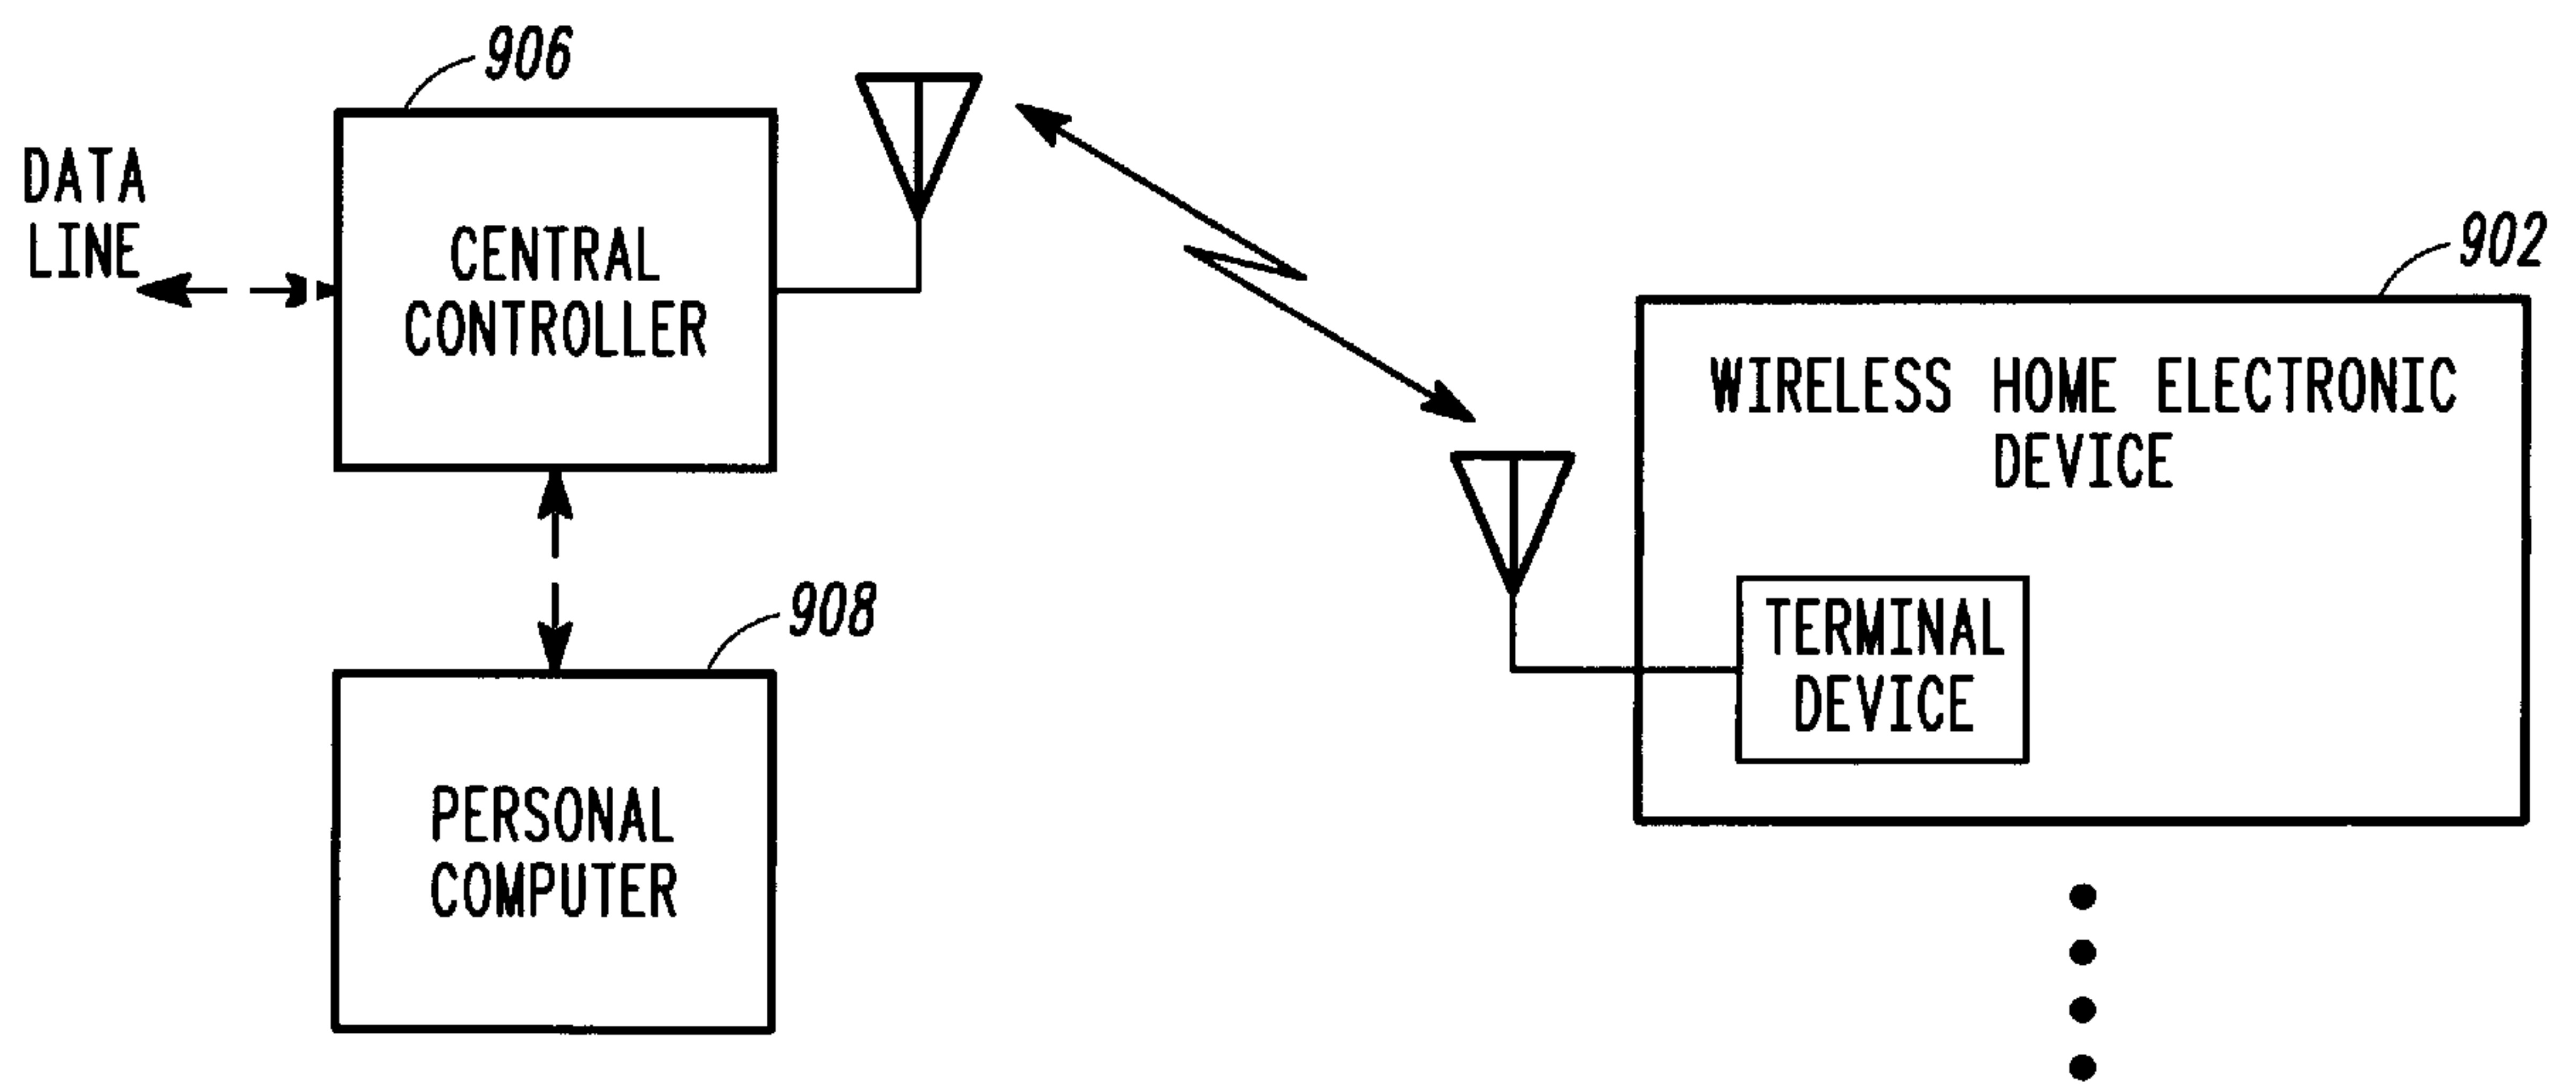 906
DATA
LINE
CENTRAL
CONTROLLER
902
WIRELESS HOME ELECTRONIC
DEVICE
908
TERMINAL
DEVICE
PERSONAL
COMPUTER